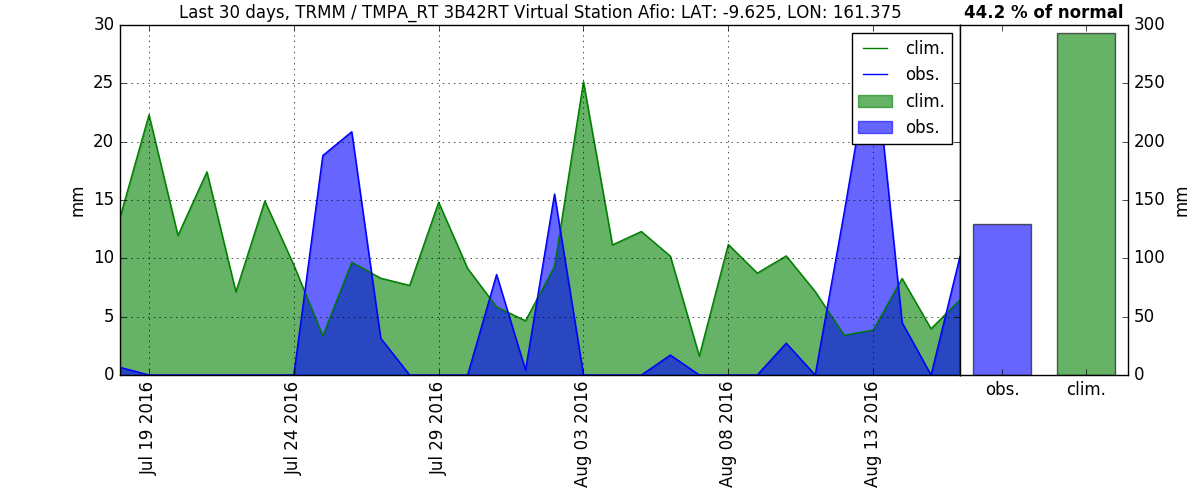 Last 30 days, TRMM / TMPA_RT 3B42RT Virtual Station Afio: LAT: -9.625, LON: 161.375
44.2 % of normal
30
25
20
15
10
5
0
mm
clim.
obs.
clim.
obs.
300
250
200
150
100
50
0
mm
Jul 19 2016
Jul 24 2016
Jul 29 2016
Aug 03 2016
Aug 08 2016
Aug 13 2016
obs.
clim.